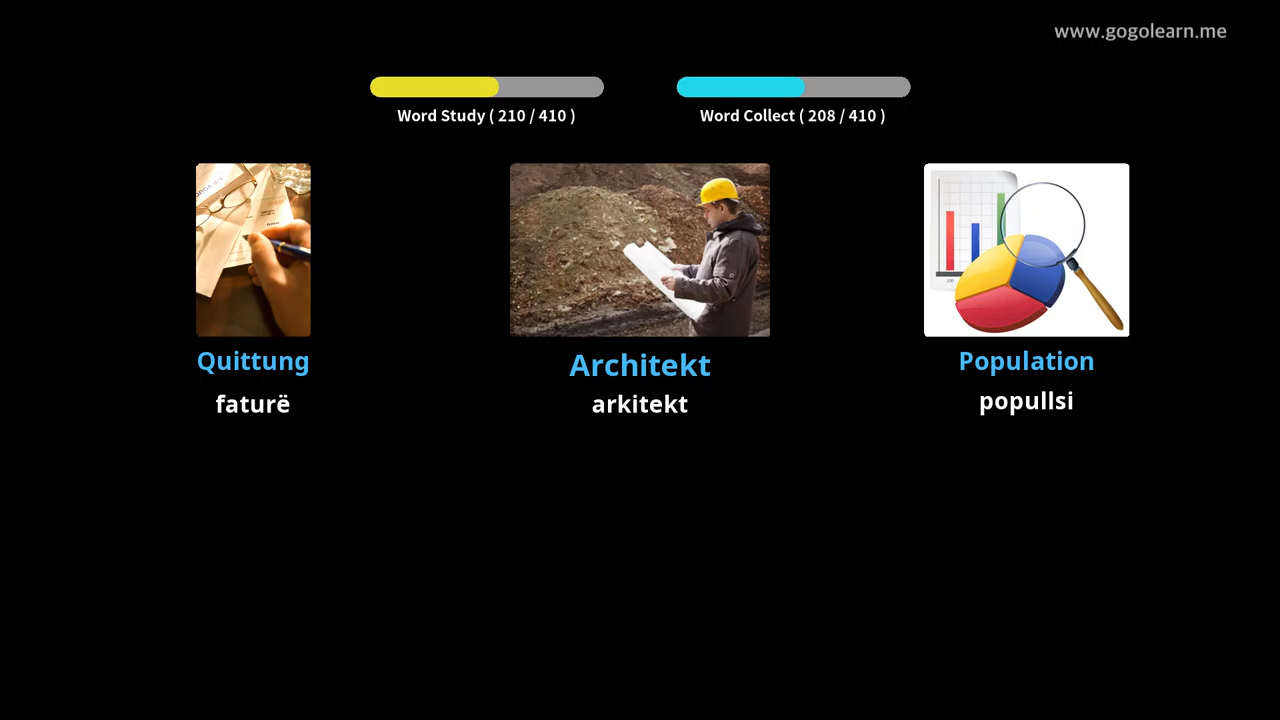 www.gogolearn.me
Word Study ( 210 / 410 )
Word Collect ( 208 / 410 )
Quittung
Architekt
Population
faturë
arkitekt
popullsi